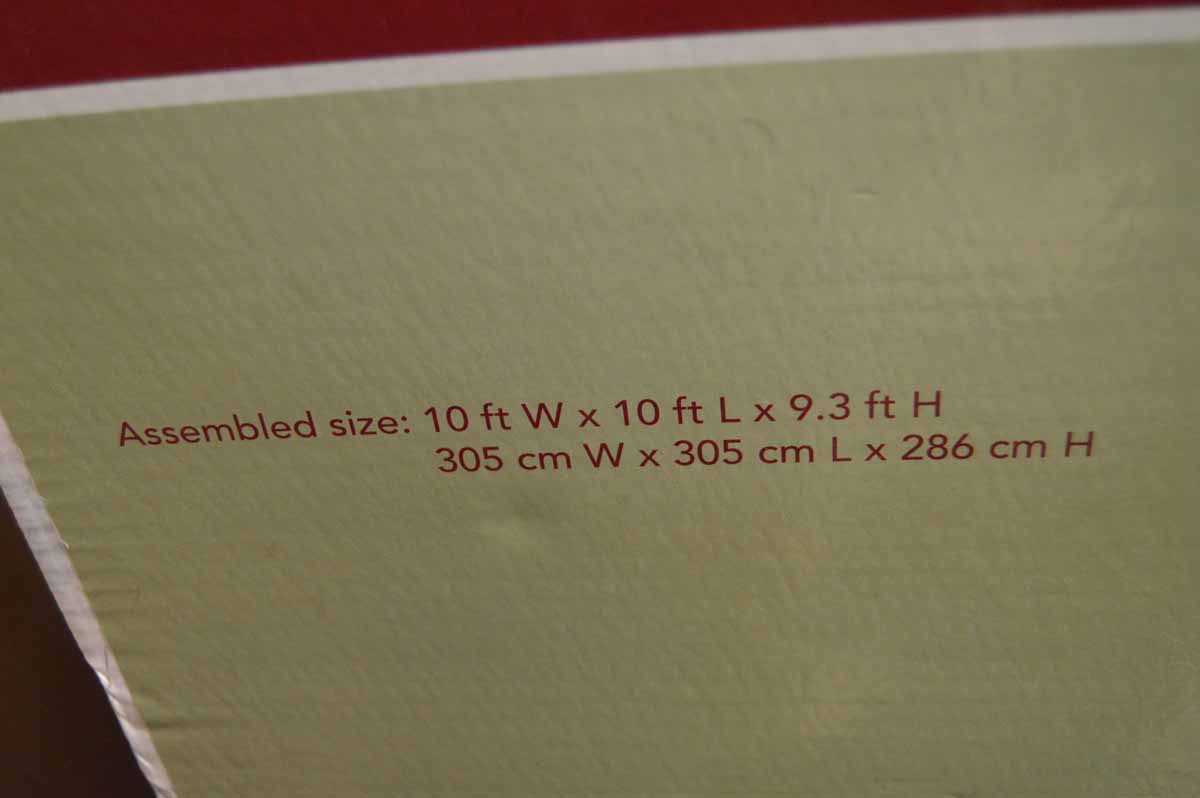 Assembled size: 10 ft W x 10 ft L x 9.3 ft H
305 cm W x 305 cm L x 286 cm H